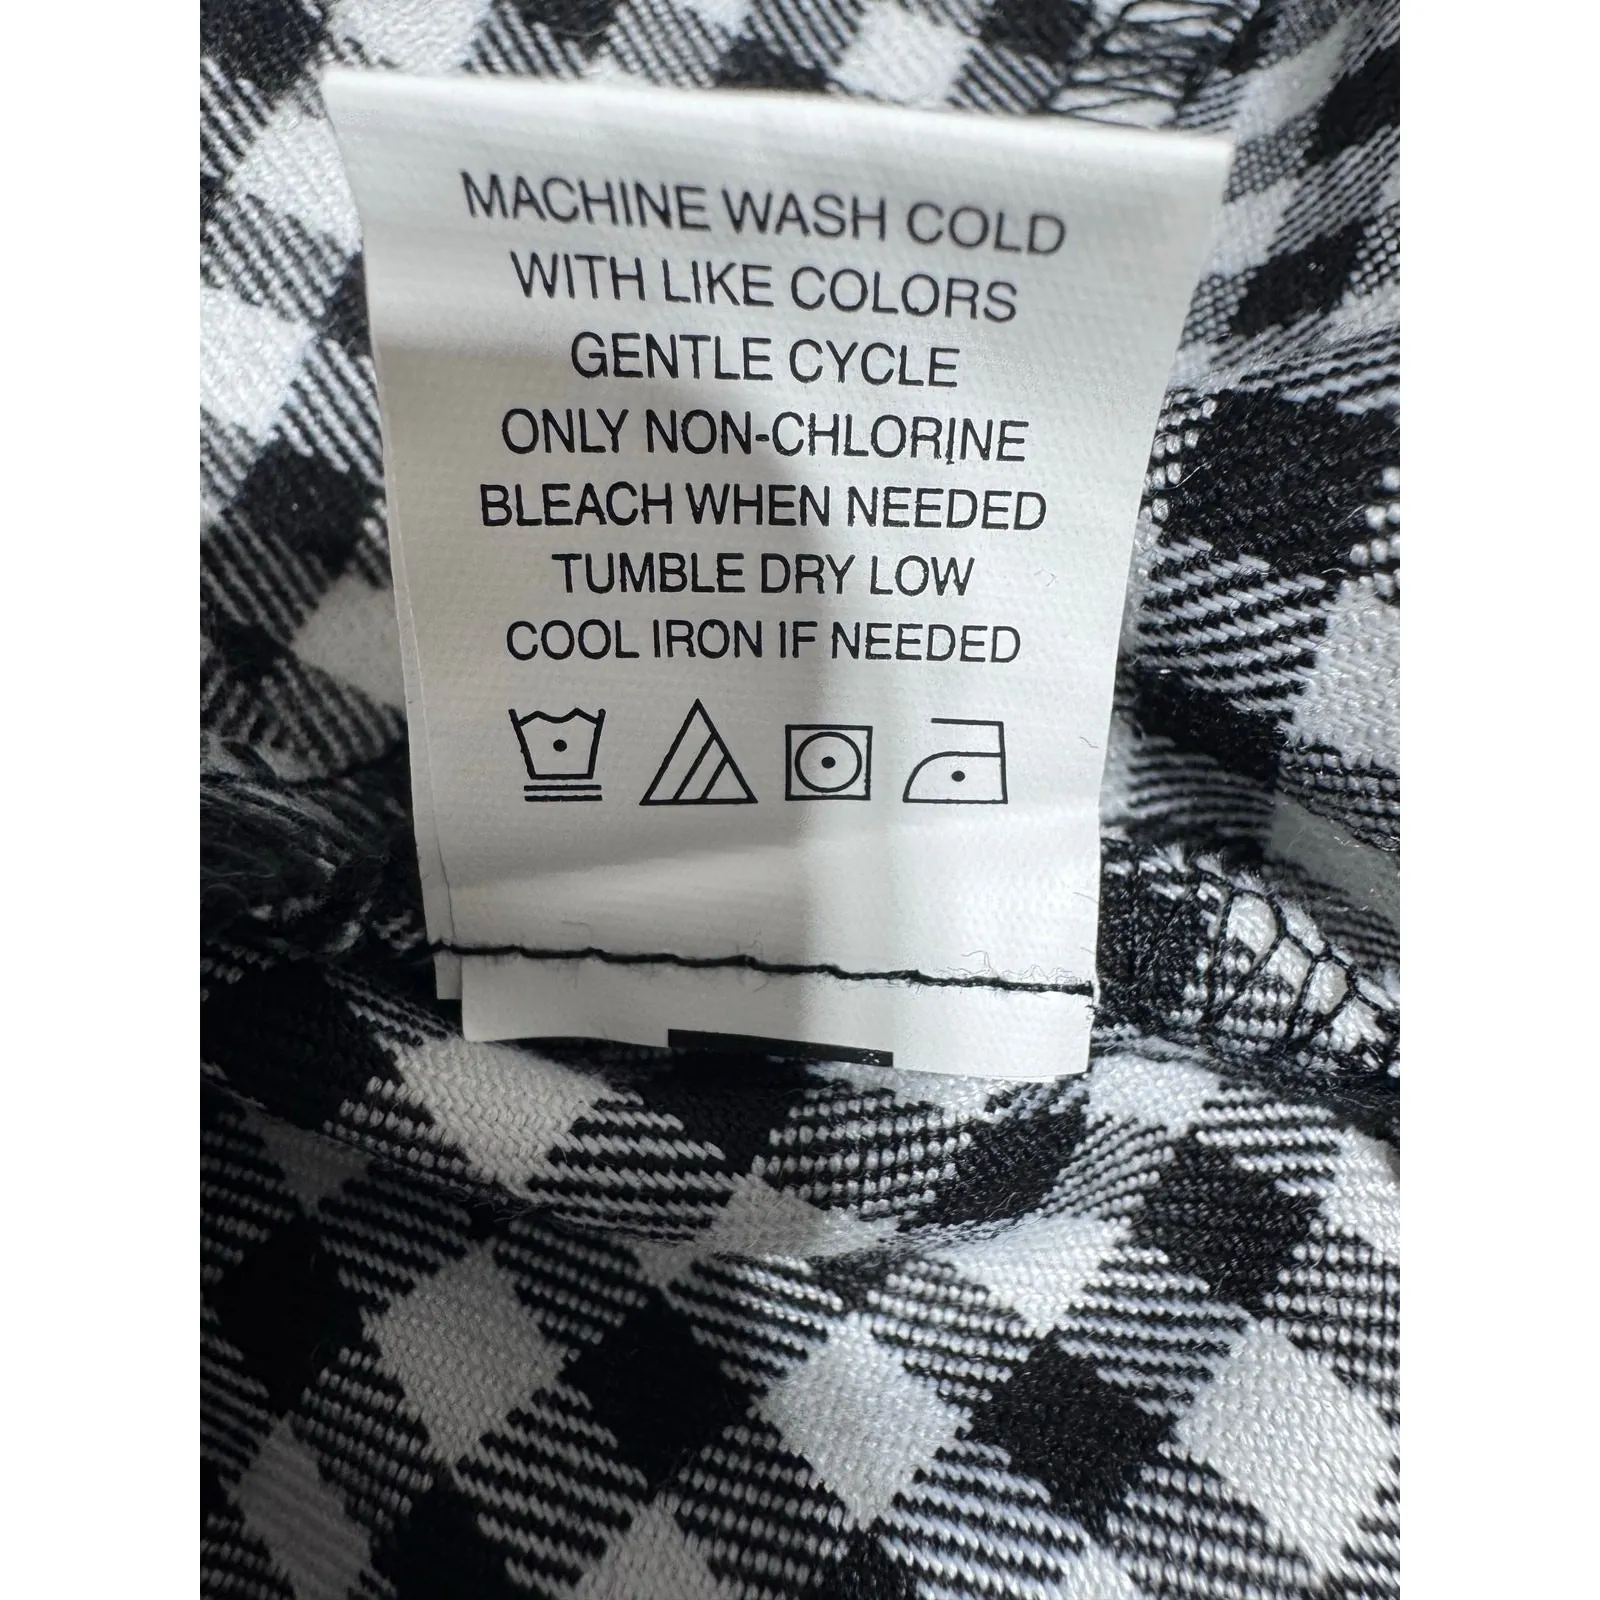 MACHINE WASH COLD
WITH LIKE COLORS
GENTLE CYCLE
ONLY NON-CHLORINE
BLEACH WHEN NEEDED
TUMBLE DRY LOW
COOL IRON IF NEEDED